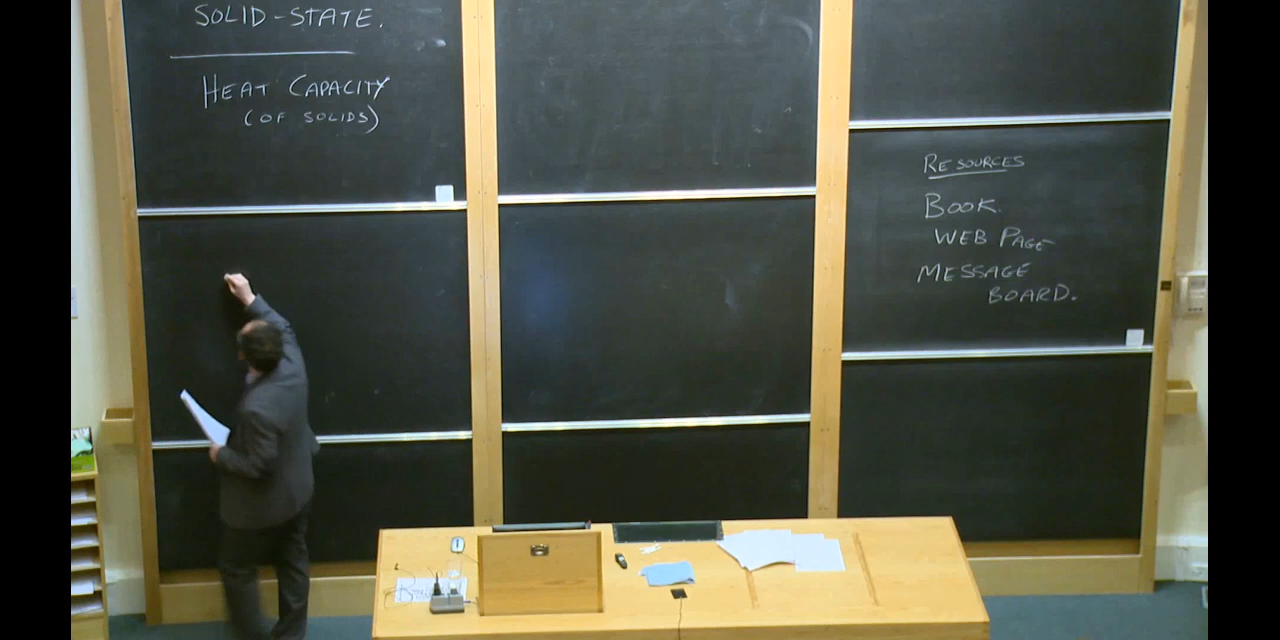 SOLID-STATE.
HEAT CAPACITY
(OF SOLIDS)
RESOURCES
BOOK.
WEB PAGE
MESSAGE
BOARD.